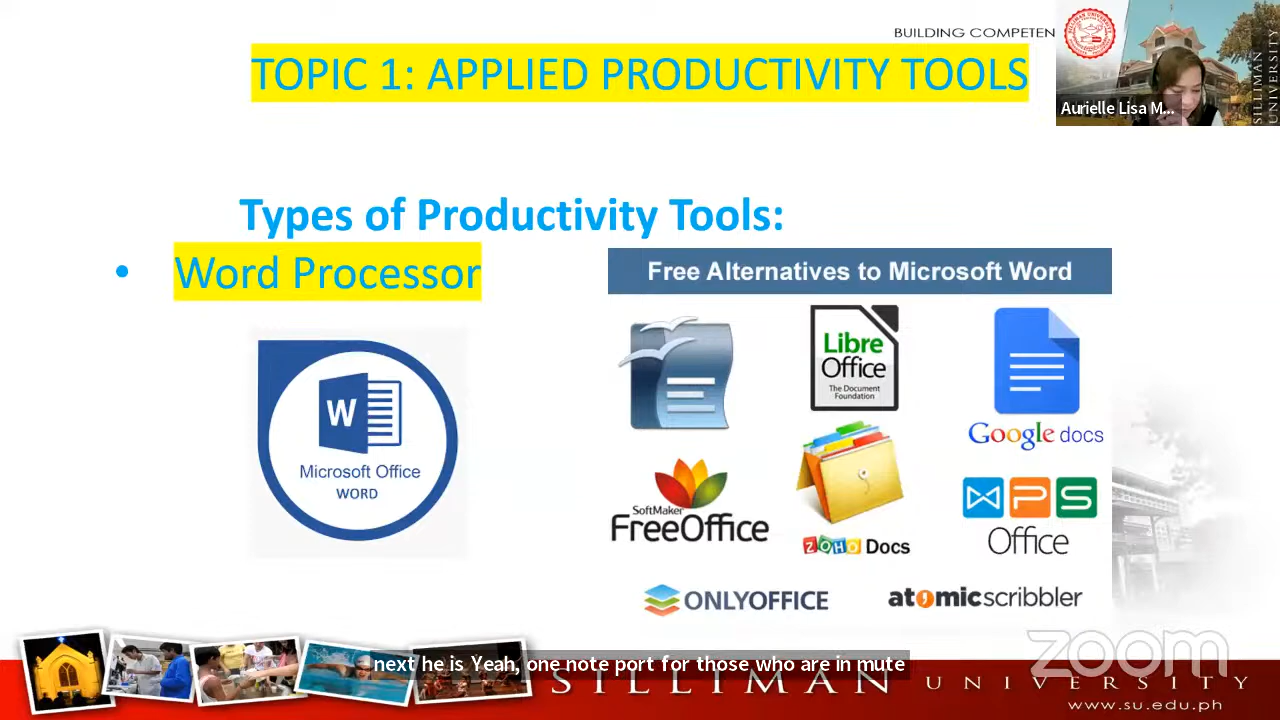 BUILDING COMPETEN
TOPIC 1: APPLIED PRODUCTIVITY TOOLS
SILLIMAN UNIVERSITY
Aurielle Lisa M...
Types of Productivity Tools:
• Word Processor
Free Alternatives to Microsoft Word
W
Microsoft Office
WORD
Libre
Office
The Document
Foundation
Google docs
SoftMaker
FreeOffice
ZOHO Docs
WPS
Office
ONLYOFFICE
atomicscribbler
next he is Yeah, one note port for those who are in mute
zoom
SILLIMAN UNIVERSITY
www.su.edu.ph